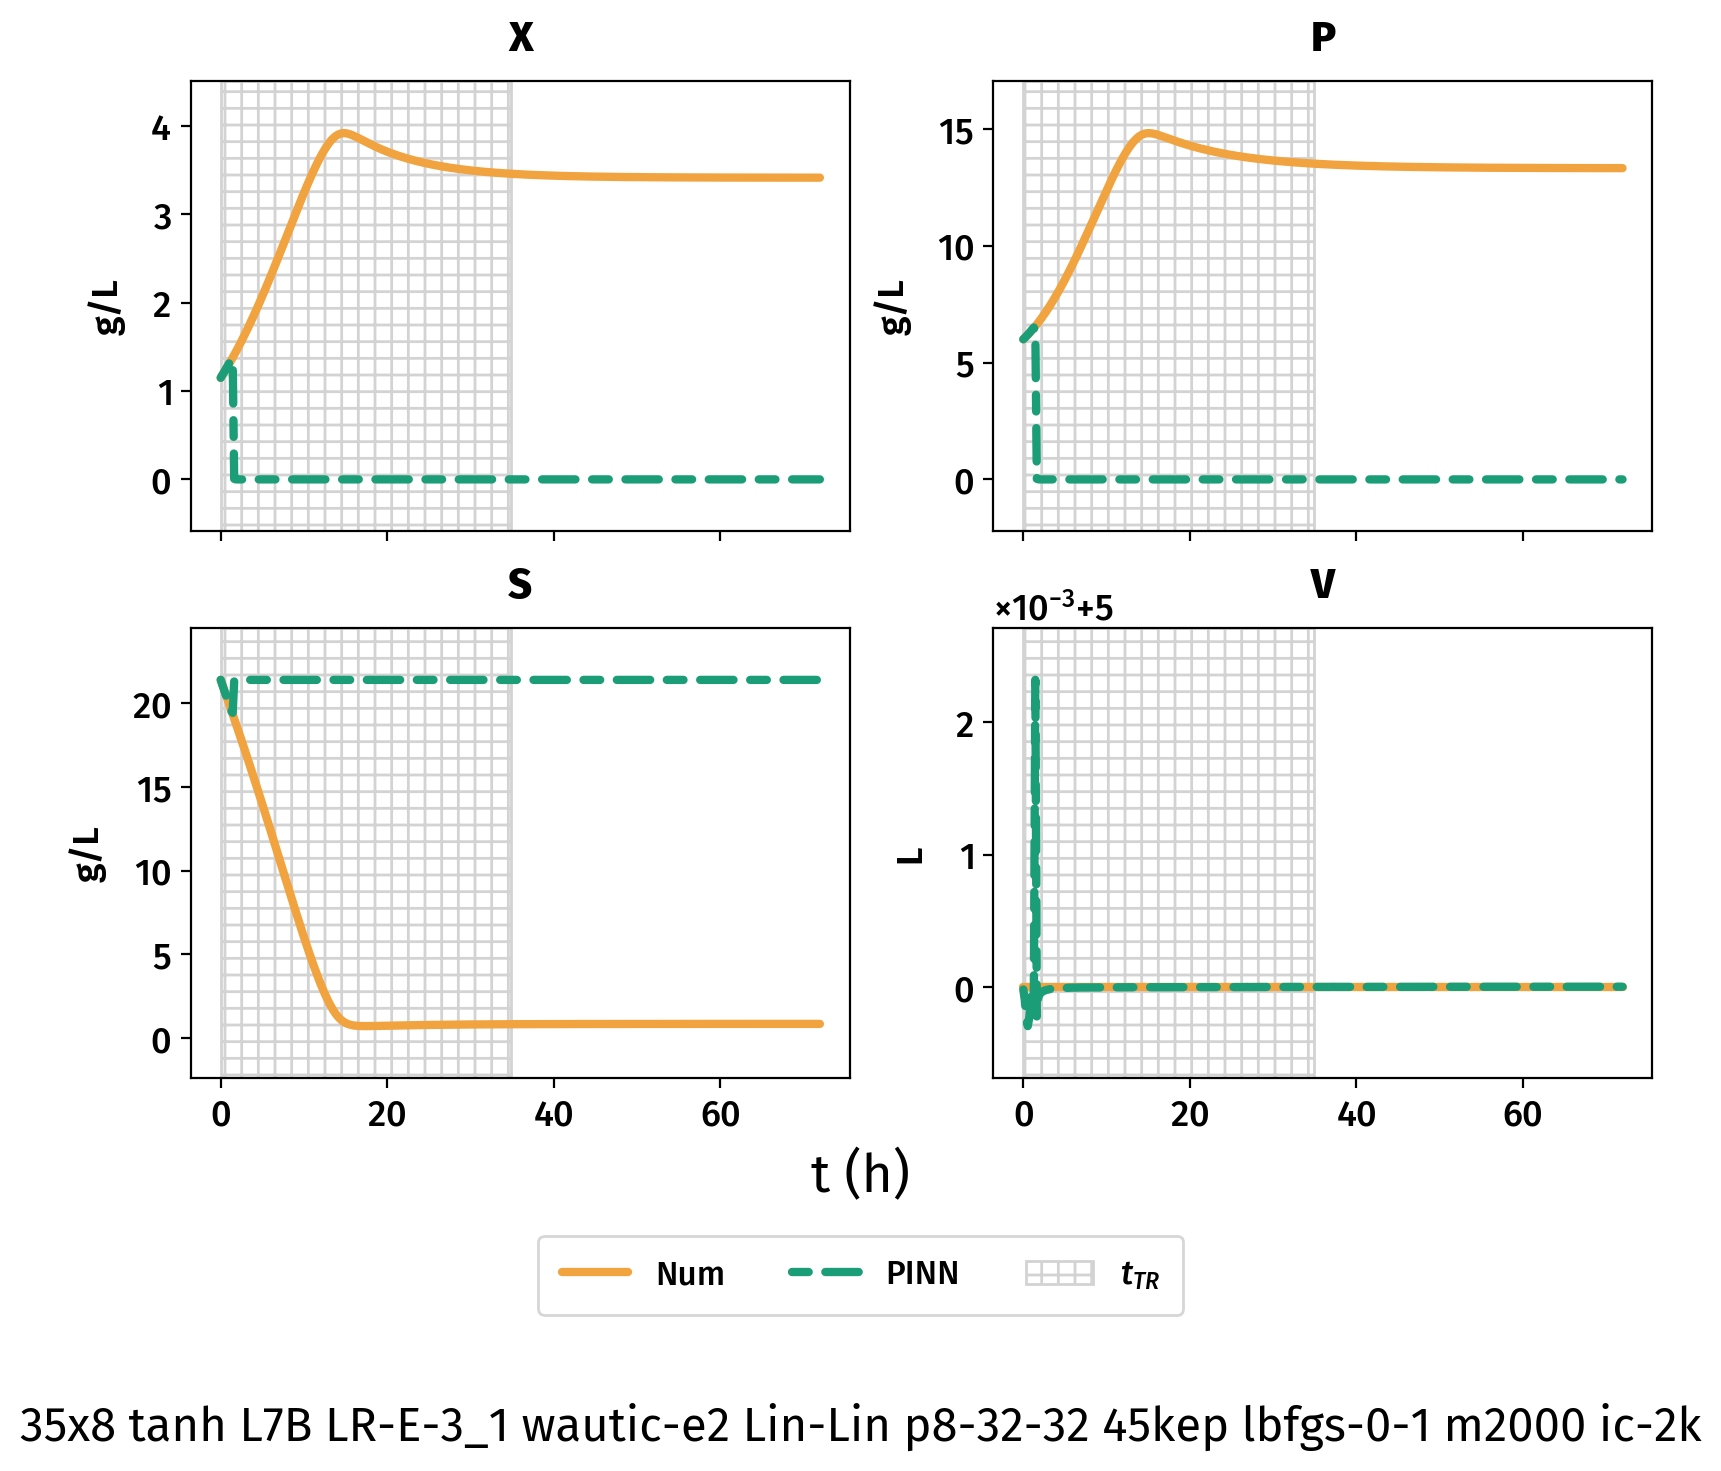 X
P
4
3
2
1
0
g/L
15
10
5
0
g/L
S
V
×10⁻³+5
20
15
10
5
0
g/L
2
1
0
L
0 20 40 60
0 20 40 60
t (h)
Num PINN t_TR
35x8 tanh L7B LR-E-3_1 wautic-e2 Lin-Lin p8-32-32 45kep lbfgs-0-1 m2000 ic-2k